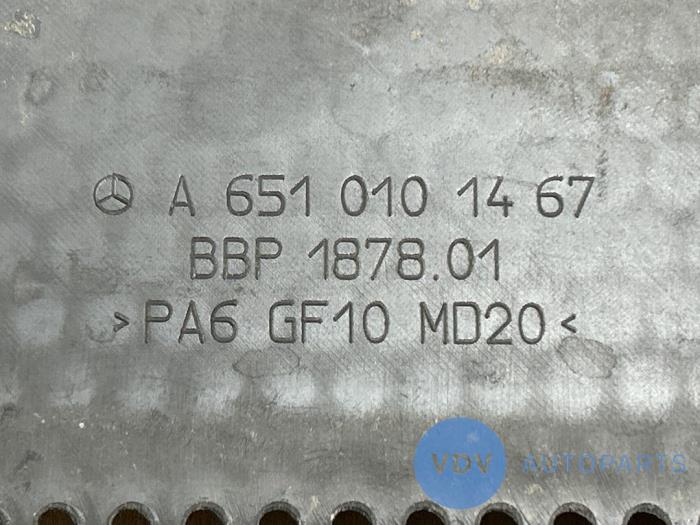 A 651 010 14 67
BBP 1878.01
>PA6 GF10 MD20<
VDV AUTOPARTS